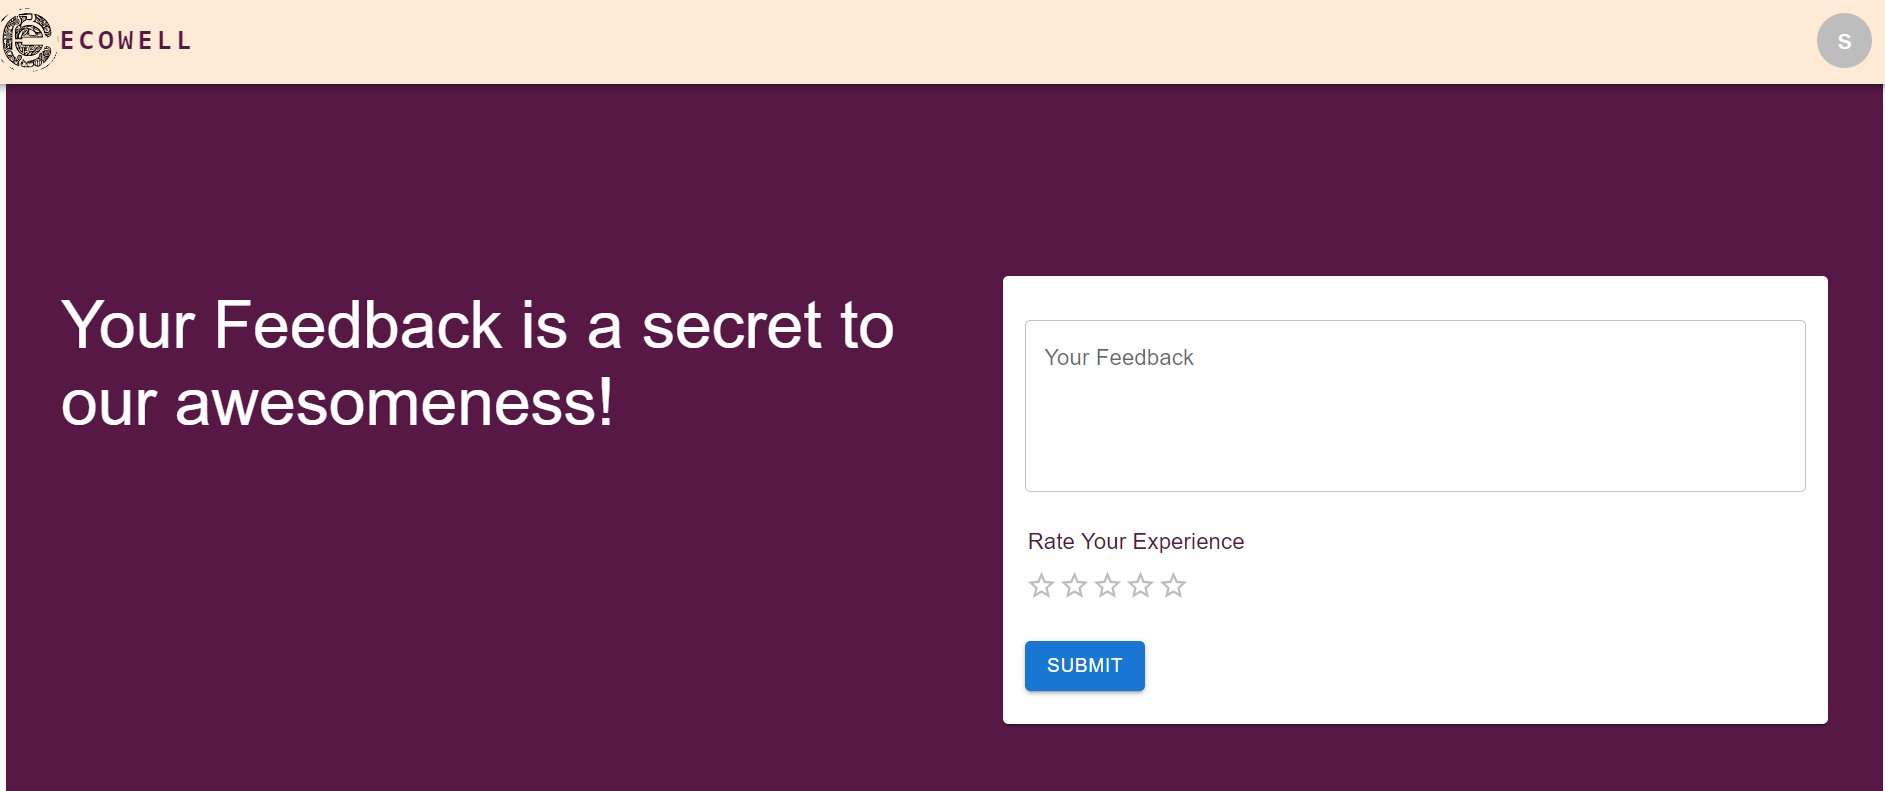 ECOWELL
S
Your Feedback is a secret to
our awesomeness!
Your Feedback
Rate Your Experience
SUBMIT